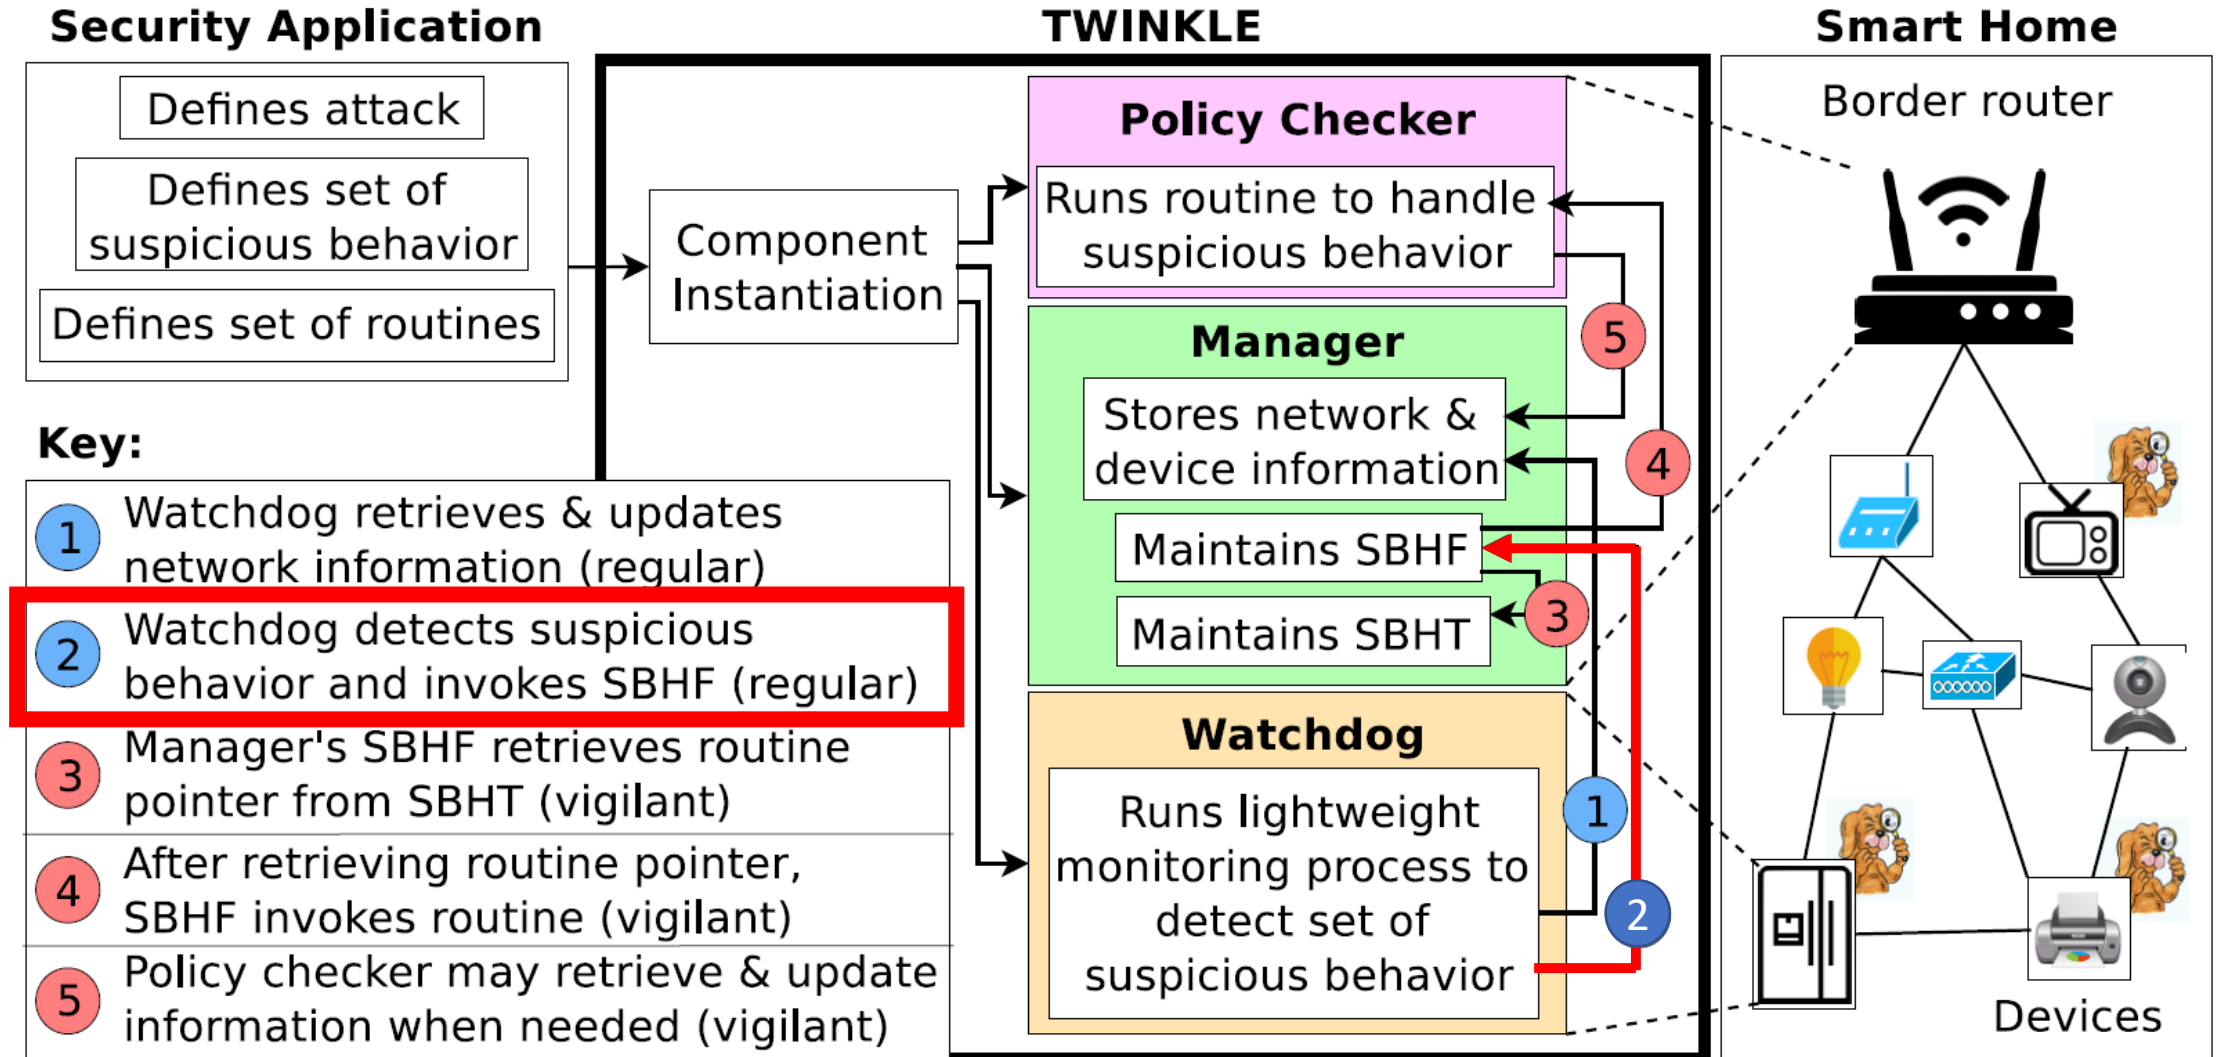 Security Application
Defines attack
Defines set of
suspicious behavior
Defines set of routines
Key:
1
Watchdog retrieves & updates
network information (regular)
2
Watchdog detects suspicious
behavior and invokes SBHF (regular)
3
Manager's SBHF retrieves routine
pointer from SBHT (vigilant)
4
After retrieving routine pointer,
SBHF invokes routine (vigilant)
5
Policy checker may retrieve & update
information when needed (vigilant)
TWINKLE
Component
Instantiation
Policy Checker
Runs routine to handle
suspicious behavior
Manager
Stores network &
device information
Maintains SBHF
Maintains SBHT
Watchdog
Runs lightweight
monitoring process to
detect set of
suspicious behavior
5
4
3
1
2
Smart Home
Border router
Devices